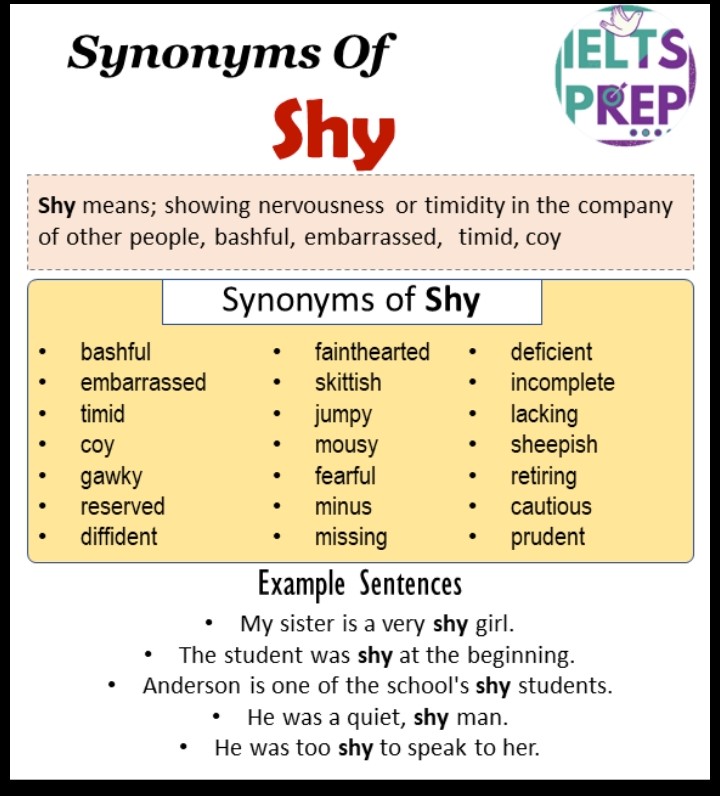 Synonyms Of
Shy
IELTS
PREP
Shy means; showing nervousness or timidity in the company
of other people, bashful, embarrassed, timid, coy
Synonyms of Shy
• bashful
• embarrassed
• timid
• coy
• gawky
• reserved
• diffident
• fainthearted
• skittish
• jumpy
• mousy
• fearful
• minus
• missing
• deficient
• incomplete
• lacking
• sheepish
• retiring
• cautious
• prudent
Example Sentences
• My sister is a very shy girl.
• The student was shy at the beginning.
• Anderson is one of the school's shy students.
• He was a quiet, shy man.
• He was too shy to speak to her.